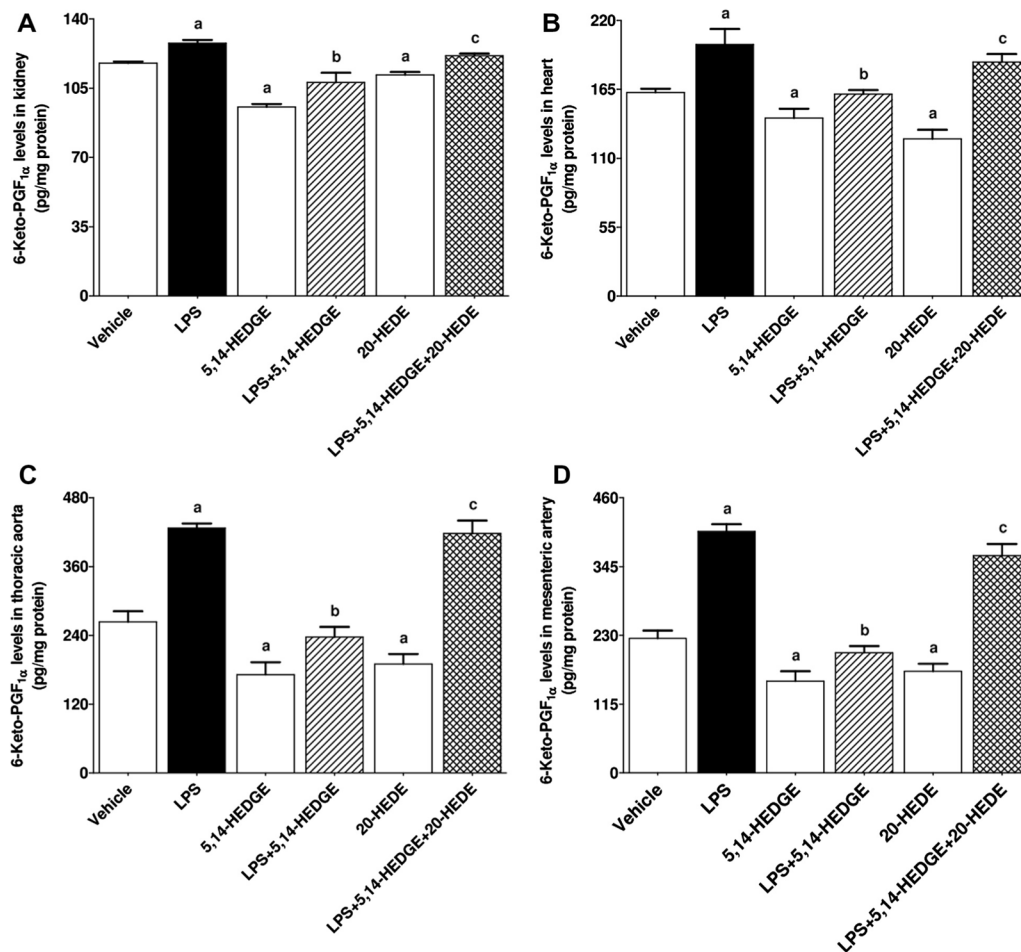 A
6-Keto-PGF1α levels in kidney
(pg/mg protein)
140
105
70
35
0
a
a
b
a
c
Vehicle
LPS
5,14-HEDGE
LPS+5,14-HEDGE
20-HEDE
LPS+5,14-HEDGE+20-HEDE
B
6-Keto-PGF1α levels in heart
(pg/mg protein)
220
165
110
55
0
a
a
b
a
c
Vehicle
LPS
5,14-HEDGE
LPS+5,14-HEDGE
20-HEDE
LPS+5,14-HEDGE+20-HEDE
C
6-Keto-PGF1α levels in thoracic aorta
(pg/mg protein)
480
360
240
120
0
a
a
b
a
c
Vehicle
LPS
5,14-HEDGE
LPS+5,14-HEDGE
20-HEDE
LPS+5,14-HEDGE+20-HEDE
D
6-Keto-PGF1α levels in mesenteric artery
(pg/mg protein)
460
345
230
115
0
a
a
b
a
c
Vehicle
LPS
5,14-HEDGE
LPS+5,14-HEDGE
20-HEDE
LPS+5,14-HEDGE+20-HEDE